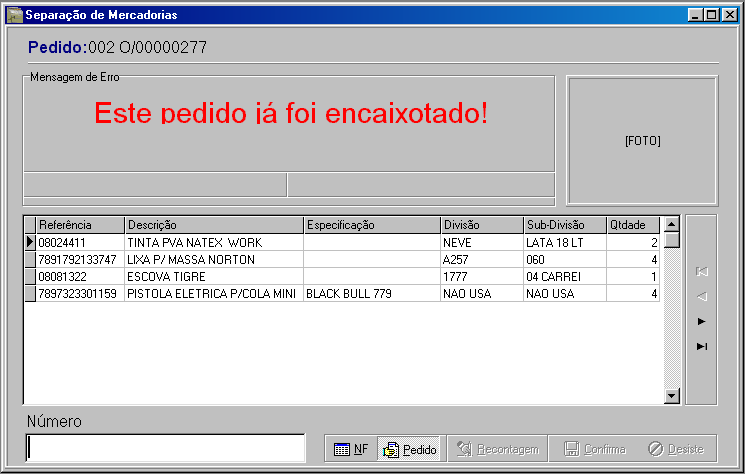 Separação de Mercadorias
Pedido:002 O/00000277
Mensagem de Erro
Este pedido já foi encaixotado!
[FOTO]
Referência Descrição Especificação Divisão Sub-Divisão Qtdade
08024411 TINTA PVA NATEX WORK NEVE LATA 18 LT 2
7891792133747 LIXA P/ MASSA NORTON A257 060 4
08081322 ESCOVA TIGRE 1777 04 CARREI 1
7897323301159 PISTOLA ELETRICA P/COLA MINI BLACK BULL 779 NAO USA NAO USA 4
Número
NF Pedido Recontagem Confirma Desiste